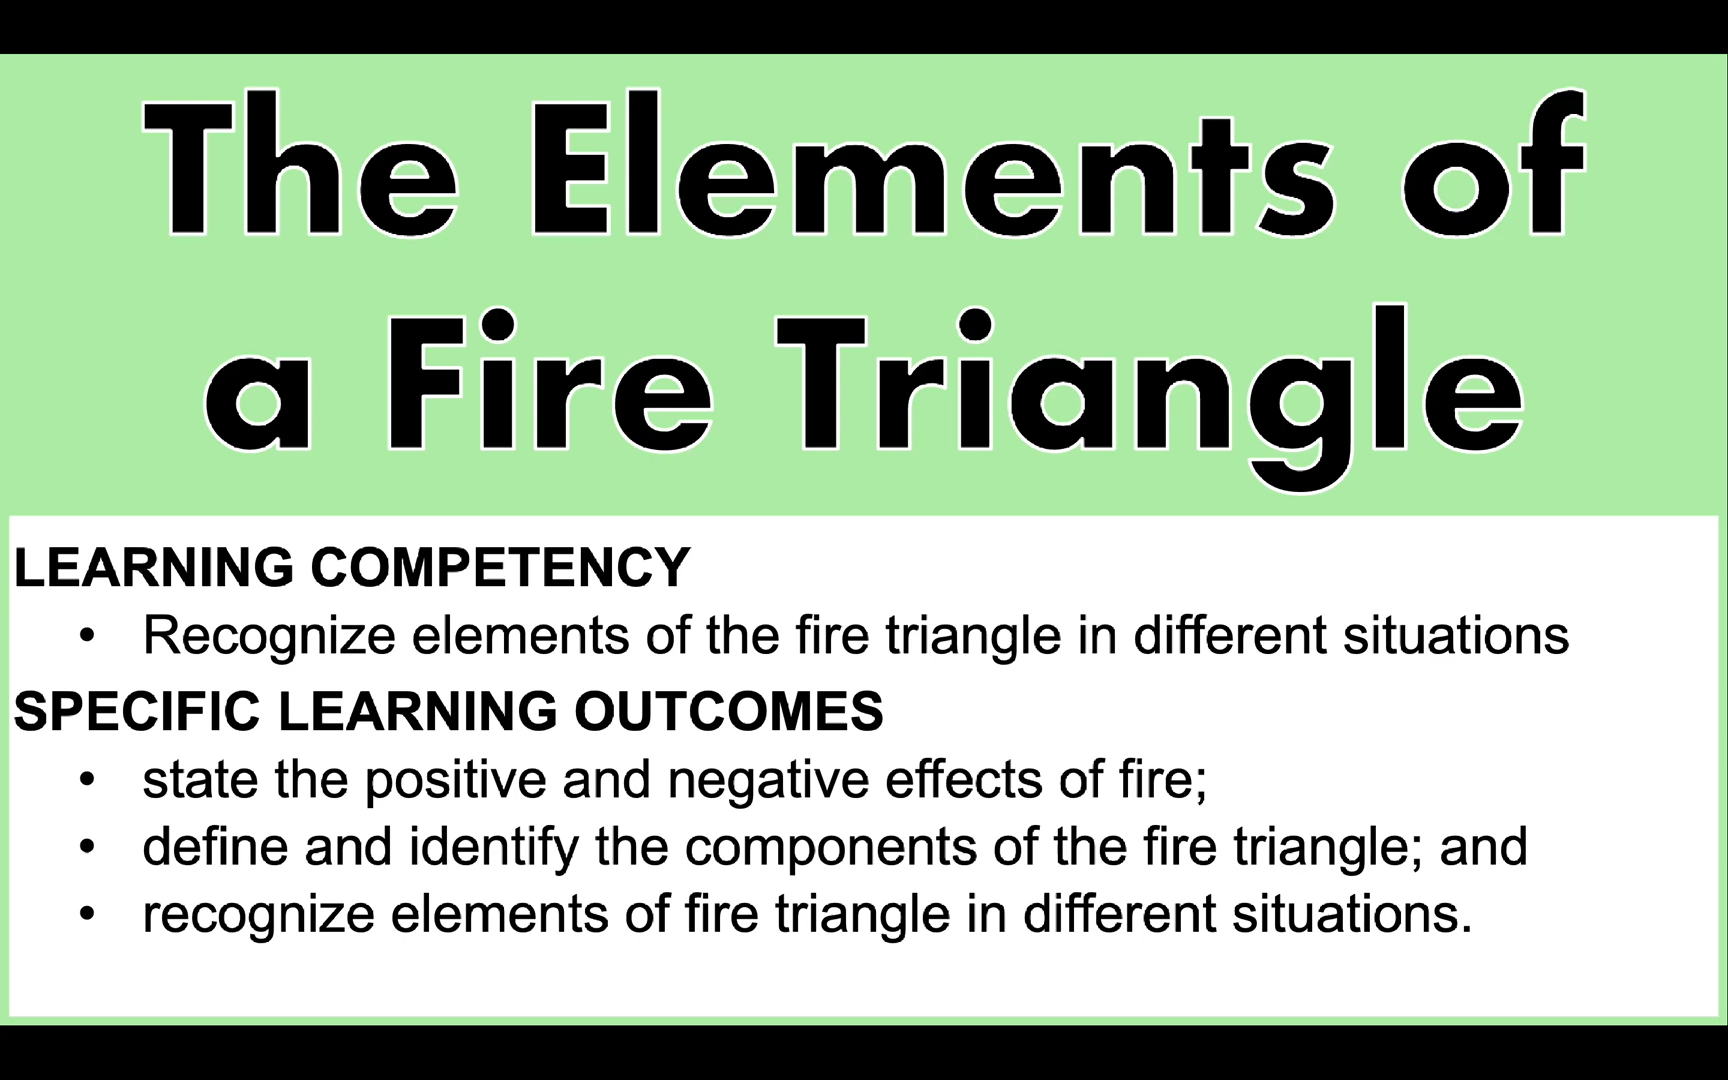 The Elements of
a Fire Triangle
LEARNING COMPETENCY
• Recognize elements of the fire triangle in different situations
SPECIFIC LEARNING OUTCOMES
• state the positive and negative effects of fire;
• define and identify the components of the fire triangle; and
• recognize elements of fire triangle in different situations.